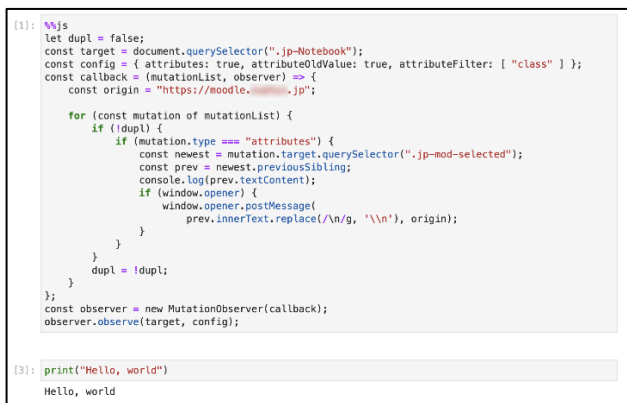 [1]: %%js
let dupl = false;
const target = document.querySelector(".jp-Notebook");
const config = { attributes: true, attributeOldValue: true, attributeFilter: [ "class" ] };
const callback = (mutationList, observer) => {
    const origin = "https://moodle. .jp";

    for (const mutation of mutationList) {
        if (!dupl) {
            if (mutation.type === "attributes") {
                const newest = mutation.target.querySelector(".jp-mod-selected");
                const prev = newest.previousSibling;
                console.log(prev.textContent);
                if (window.opener) {
                    window.opener.postMessage(
                        prev.innerText.replace(/\n/g, '\\n'), origin);
                }
            }
        }
        dupl = !dupl;
    }
};
const observer = new MutationObserver(callback);
observer.observe(target, config);

[3]: print("Hello, world")
Hello, world